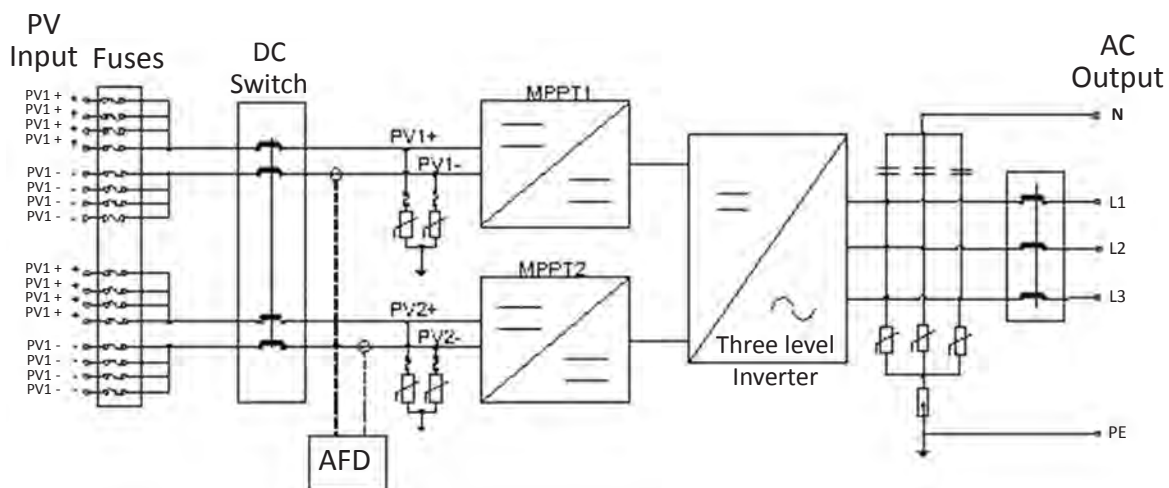 PV
Input
Fuses
DC
Switch
AC
Output
PV1 +
PV1 +
PV1 +
PV1 +
PV1 -
PV1 -
PV1 -
PV1 -
PV1 +
PV1 +
PV1 +
PV1 +
PV1 -
PV1 -
PV1 -
PV1 -
PV1+
PV1-
PV2+
PV2-
MPPT1
MPPT2
Three level
Inverter
AFD
N
L1
L2
L3
PE